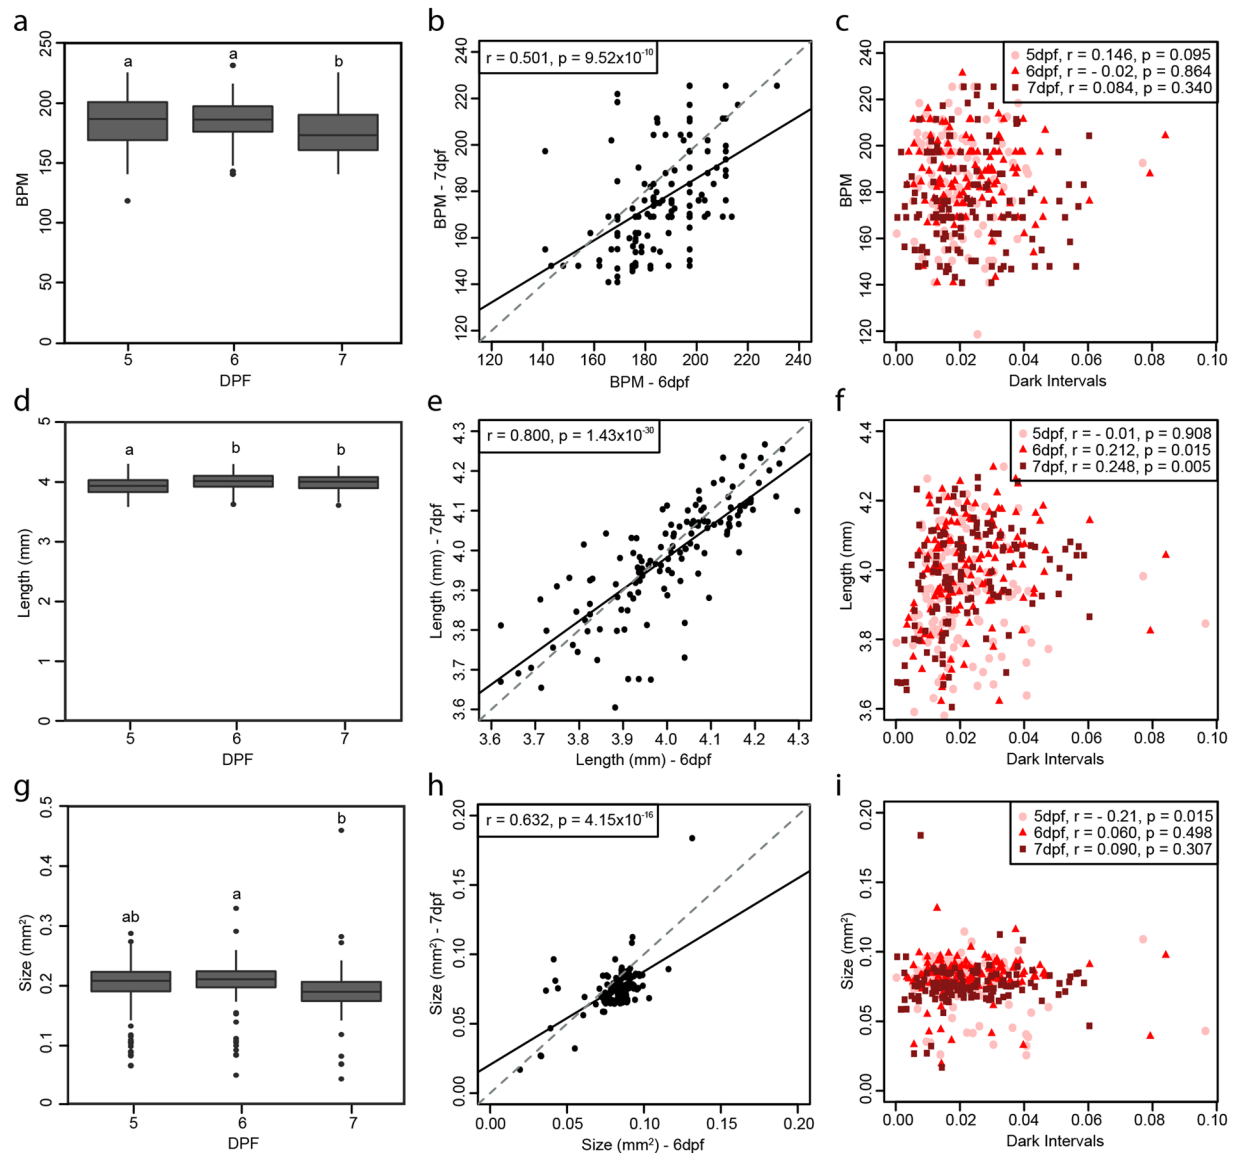 a
250
200
150
100
50
0
BPM
a
a
b
5
6
7
DPF
b
r = 0.501, p = 9.52x10⁻¹⁰
240
220
200
180
160
140
120
BPM - 7dpf
120
140
160
180
200
220
240
BPM - 6dpf
c
5dpf, r = 0.146, p = 0.095
6dpf, r = - 0.02, p = 0.864
7dpf, r = 0.084, p = 0.340
240
220
200
180
160
140
120
BPM
0.00
0.02
0.04
0.06
0.08
0.10
Dark Intervals
d
5
4
3
2
1
0
Length (mm)
a
b
b
5
6
7
DPF
e
r = 0.800, p = 1.43x10⁻³⁰
4.3
4.2
4.1
4.0
3.9
3.8
3.7
3.6
Length (mm) - 7dpf
3.6
3.7
3.8
3.9
4.0
4.1
4.2
4.3
Length (mm) - 6dpf
f
5dpf, r = - 0.01, p = 0.908
6dpf, r = 0.212, p = 0.015
7dpf, r = 0.248, p = 0.005
4.4
4.2
4.0
3.8
3.6
Length (mm)
0.00
0.02
0.04
0.06
0.08
0.10
Dark Intervals
g
0.5
0.4
0.3
0.2
0.1
0
Size (mm²)
ab
a
b
5
6
7
DPF
h
r = 0.632, p = 4.15x10⁻¹⁶
0.20
0.15
0.10
0.05
0.00
Size (mm²) - 7dpf
0.00
0.05
0.10
0.15
0.20
Size (mm²) - 6dpf
i
5dpf, r = - 0.21, p = 0.015
6dpf, r = 0.060, p = 0.498
7dpf, r = 0.090, p = 0.307
0.20
0.15
0.10
0.05
0.00
Size (mm²)
0.00
0.02
0.04
0.06
0.08
0.10
Dark Intervals